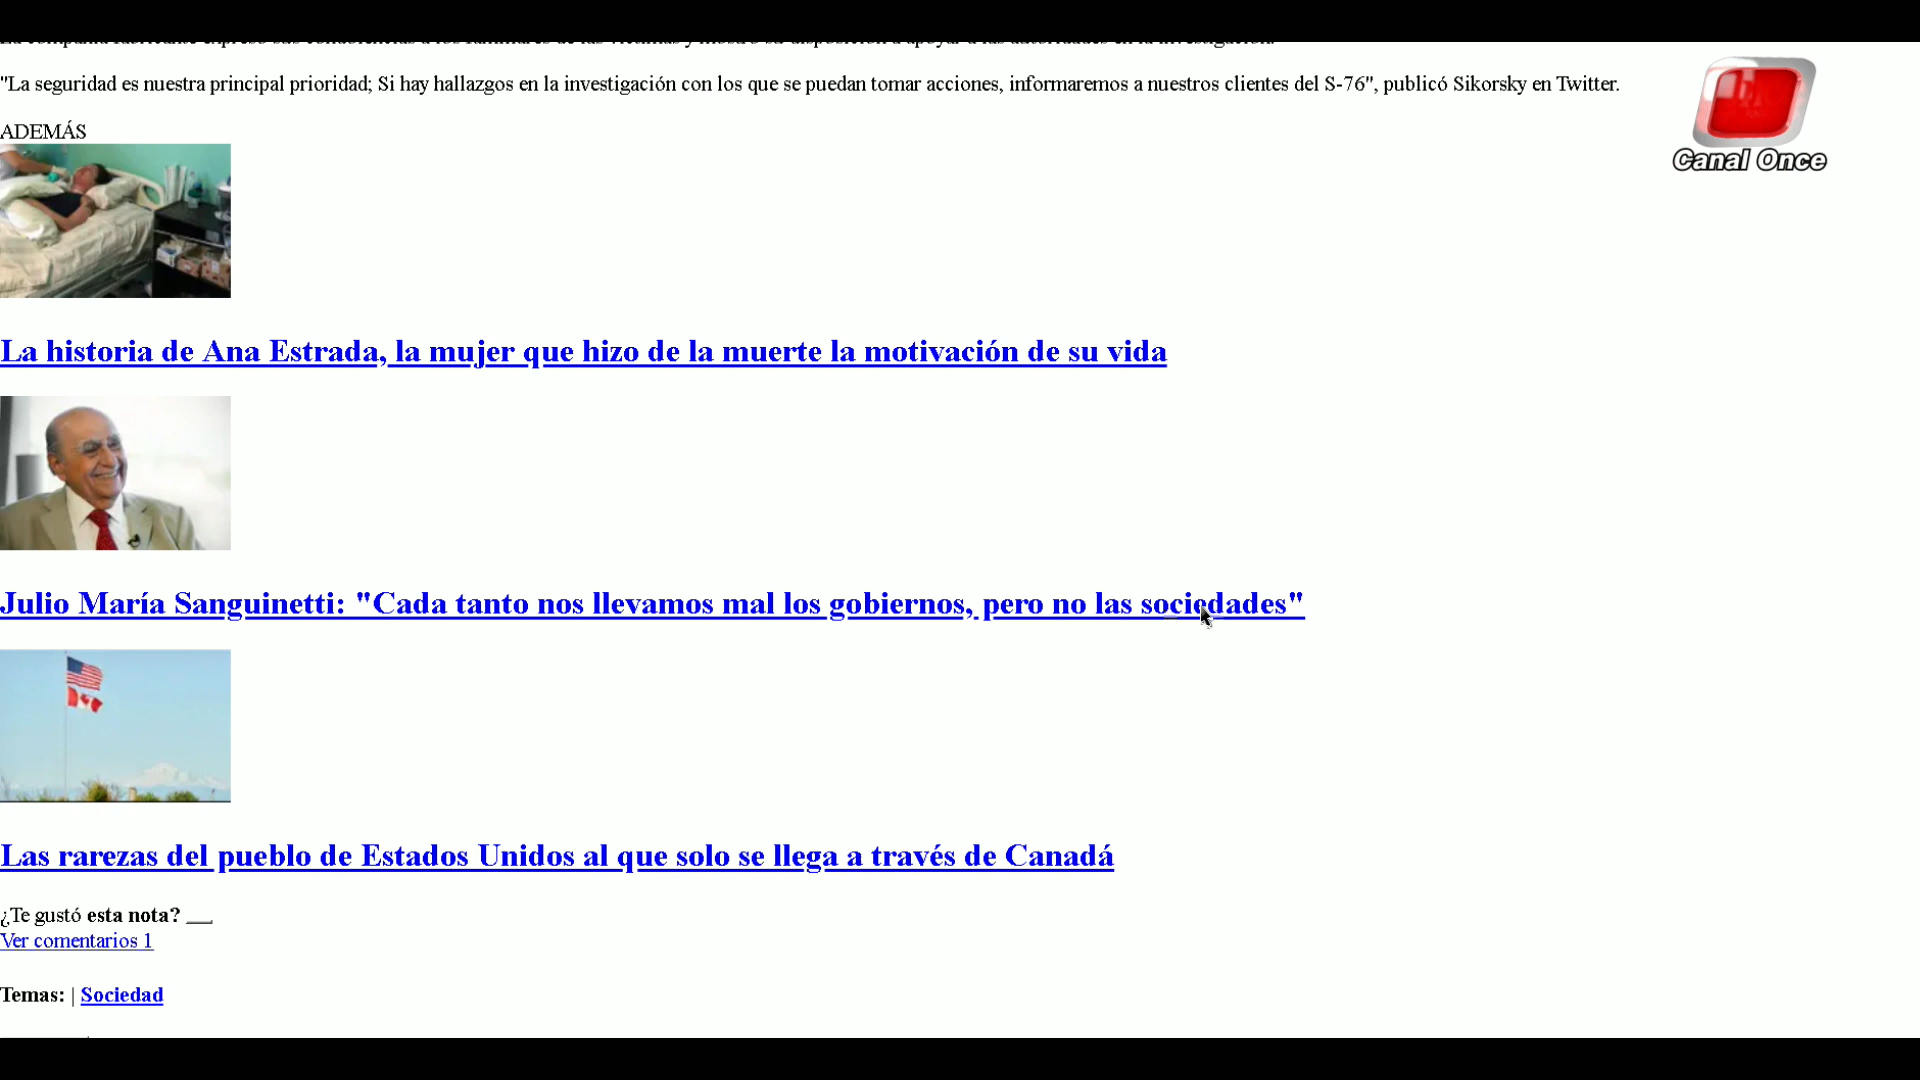 "La seguridad es nuestra principal prioridad; Si hay hallazgos en la investigación con los que se puedan tomar acciones, informaremos a nuestros clientes del S-76", publicó Sikorsky en Twitter.
Canal Once
ADEMÁS
La historia de Ana Estrada, la mujer que hizo de la muerte la motivación de su vida
Julio María Sanguinetti: "Cada tanto nos llevamos mal los gobiernos, pero no las sociedades"
Las rarezas del pueblo de Estados Unidos al que solo se llega a través de Canadá
¿Te gustó esta nota?
Ver comentarios 1
Temas: | Sociedad